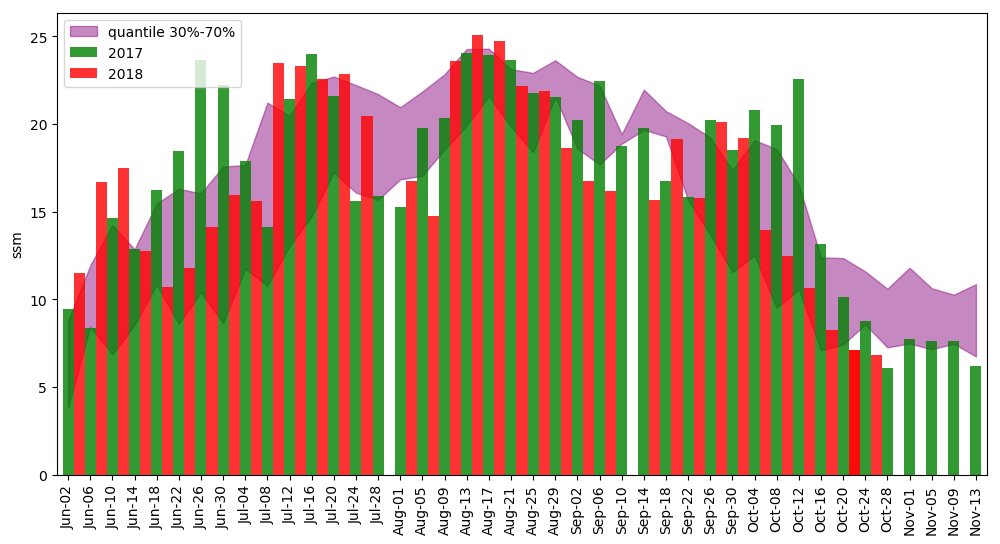 quantile 30%-70%
2017
2018
ssm
25
20
15
10
5
0
Jun-02
Jun-06
Jun-10
Jun-14
Jun-18
Jun-22
Jun-26
Jun-30
Jul-04
Jul-08
Jul-12
Jul-16
Jul-20
Jul-24
Jul-28
Aug-01
Aug-05
Aug-09
Aug-13
Aug-17
Aug-21
Aug-25
Aug-29
Sep-02
Sep-06
Sep-10
Sep-14
Sep-18
Sep-22
Sep-26
Sep-30
Oct-04
Oct-08
Oct-12
Oct-16
Oct-20
Oct-24
Oct-28
Nov-01
Nov-05
Nov-09
Nov-13